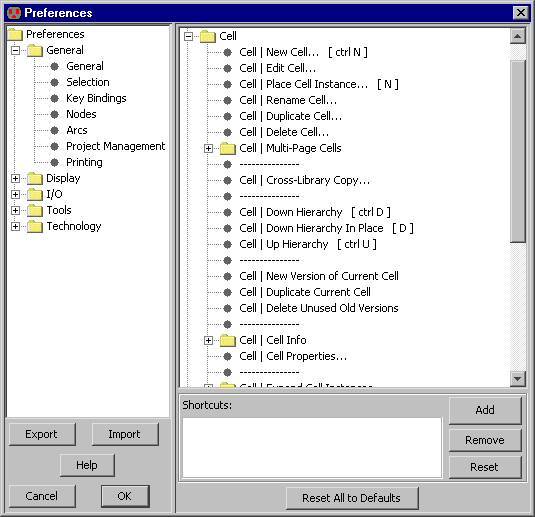 Preferences
Preferences
General
General
Selection
Key Bindings
Nodes
Arcs
Project Management
Printing
Display
I/O
Tools
Technology
Export
Import
Help
Cancel
OK
Cell
Cell | New Cell... [ ctrl N ]
Cell | Edit Cell...
Cell | Place Cell Instance... [ N ]
Cell | Rename Cell...
Cell | Duplicate Cell...
Cell | Delete Cell...
Cell | Multi-Page Cells
---------------
Cell | Cross-Library Copy...
---------------
Cell | Down Hierarchy [ ctrl D ]
Cell | Down Hierarchy In Place [ D ]
Cell | Up Hierarchy [ ctrl U ]
---------------
Cell | New Version of Current Cell
Cell | Duplicate Current Cell
Cell | Delete Unused Old Versions
---------------
Cell | Cell Info
Cell | Cell Properties...
---------------
Cell | Expand Cell Instances
Shortcuts:
Add
Remove
Reset
Reset All to Defaults